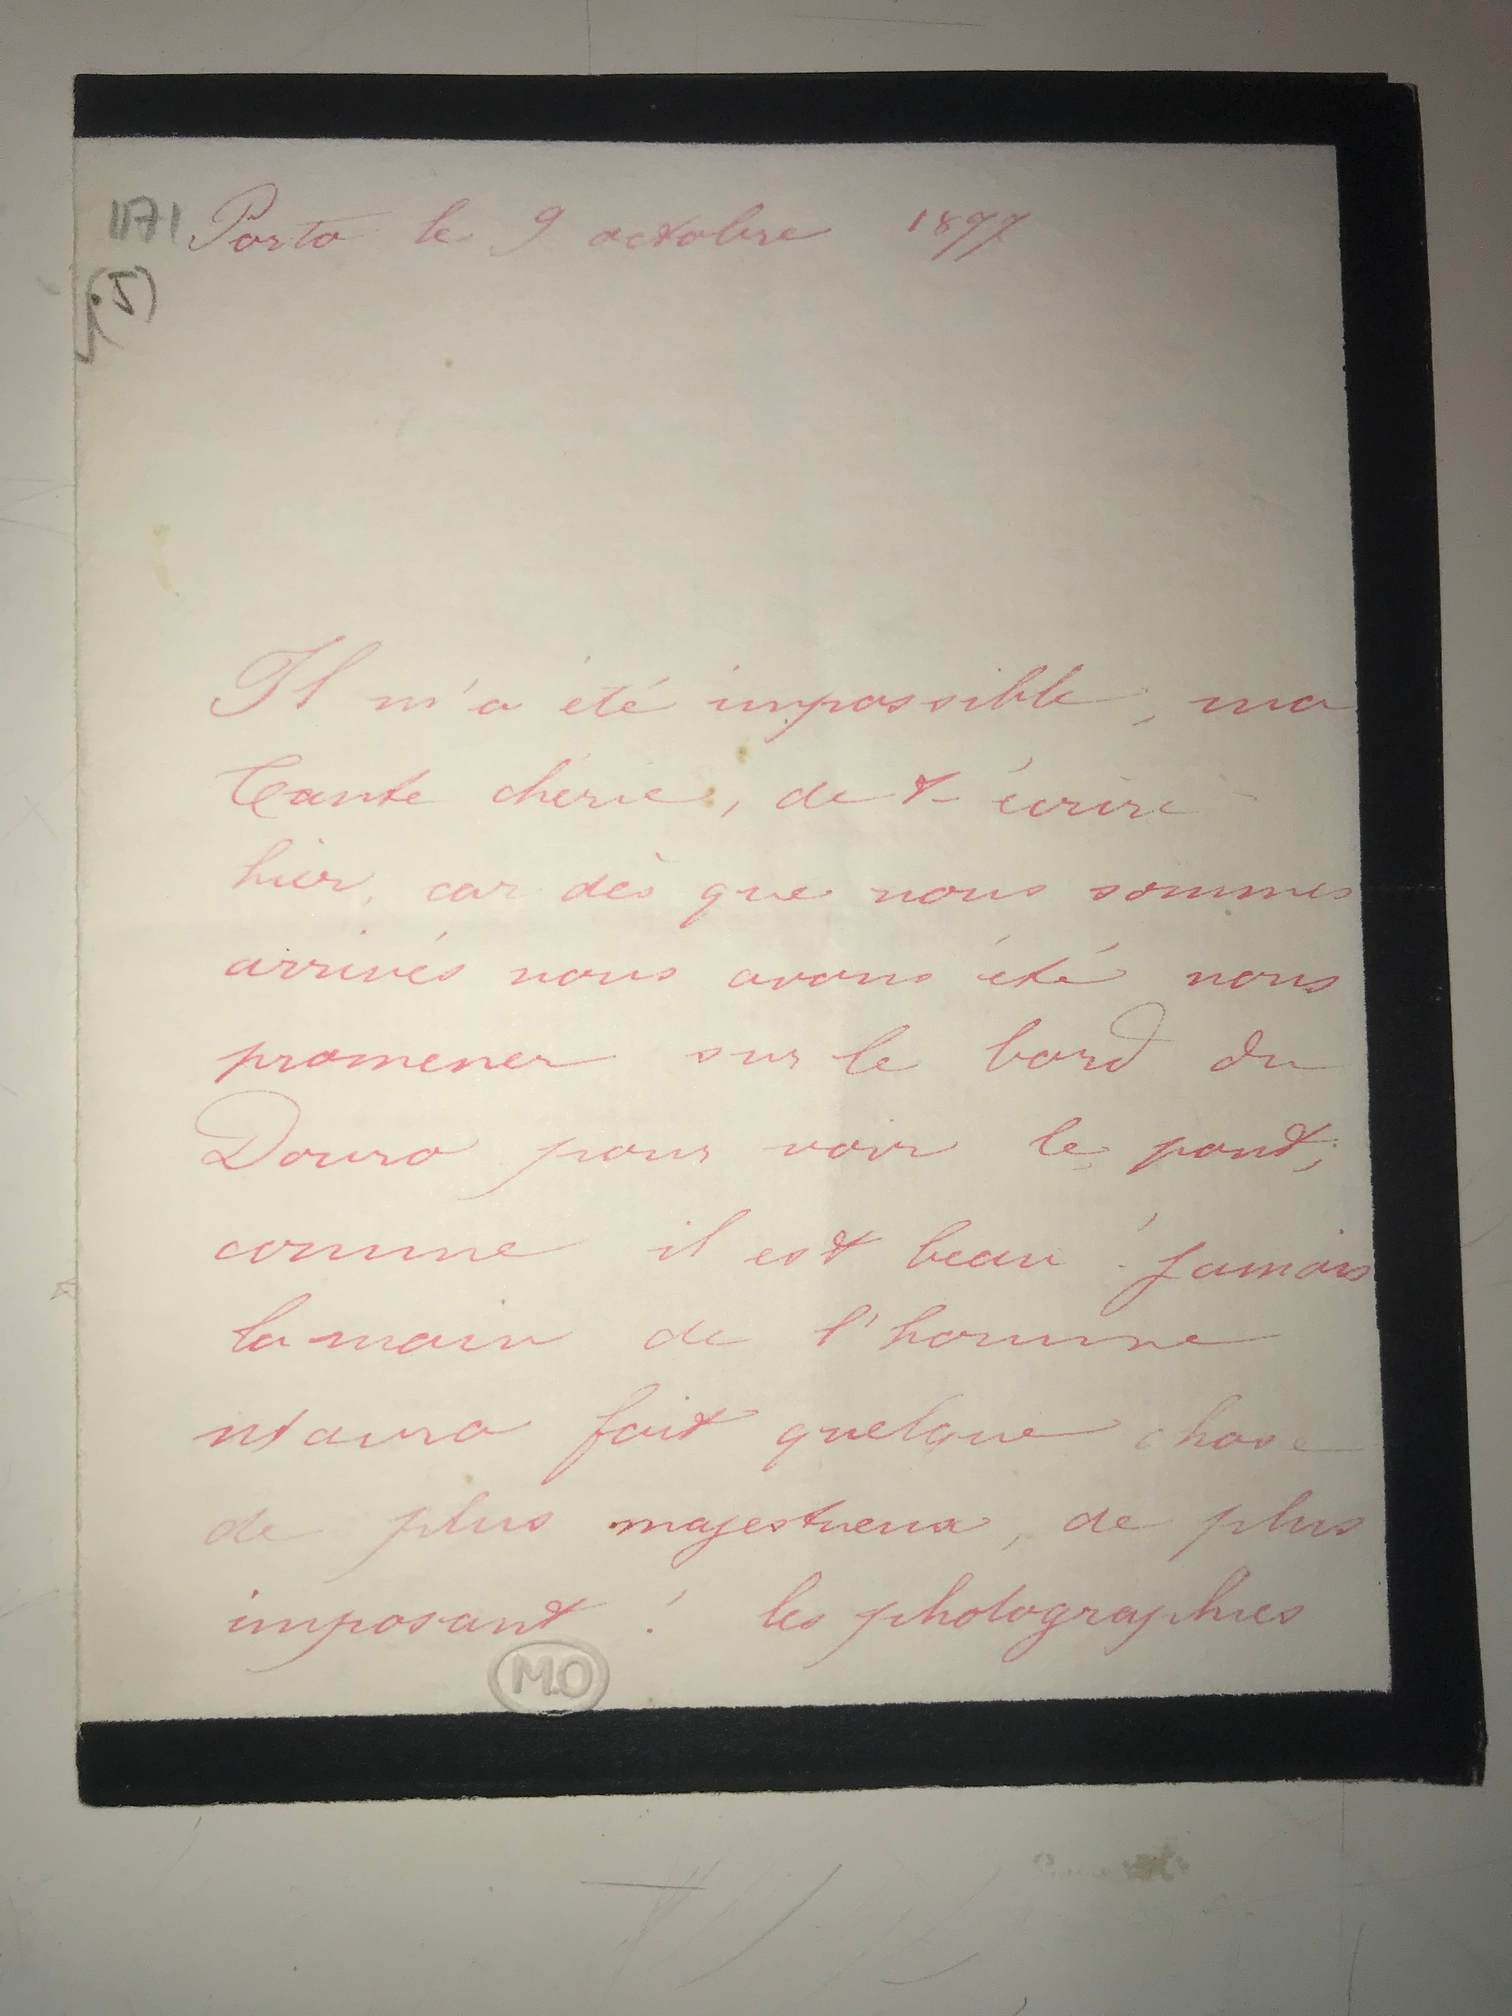 1171 Porto le 9 octobre 1877
(5)
Il m'a été impossible, ma
Tante chérie, de t'écrire
hier, car dès que nous sommes
arrivés nous avons été nous
promener sur le bord du
Douro pour voir le pont;
comme il est beau! jamais
la main de l'homme
n'aura fait quelque chose
de plus majestueux, de plus
imposant! les photographies
M.O